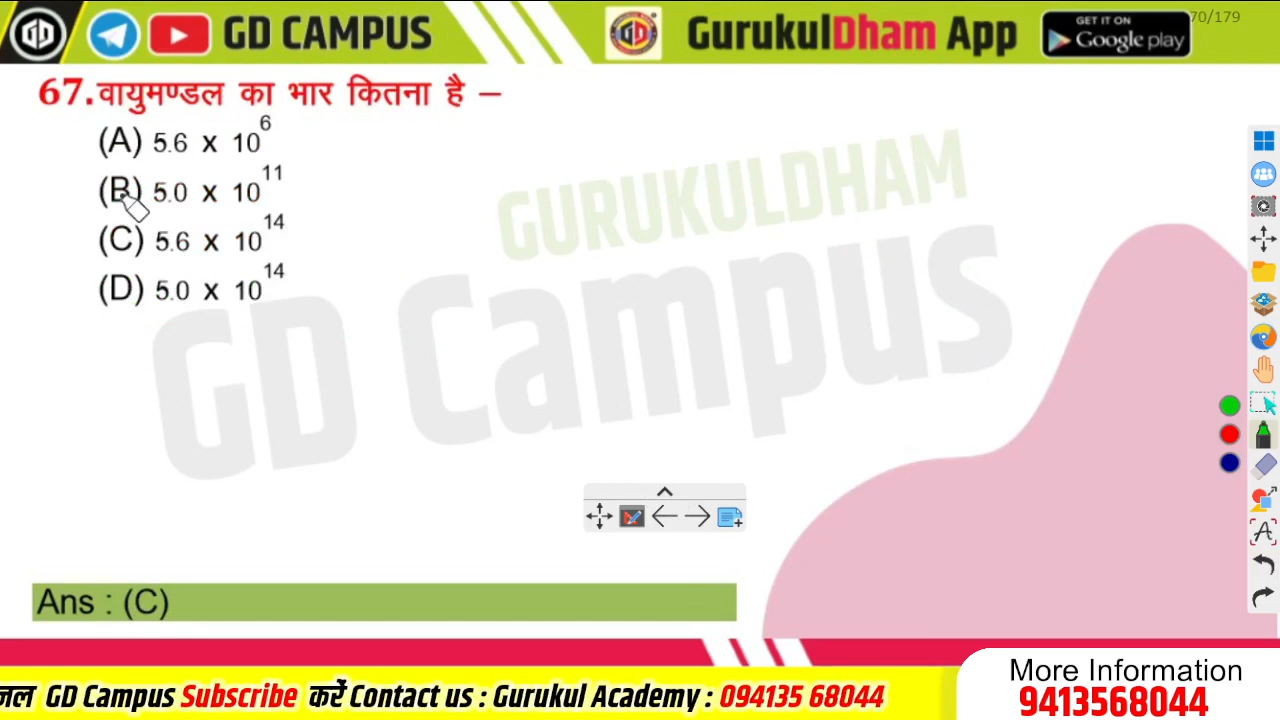 GD CAMPUS
GurukulDham App
GET IT ON
Google play
70/179
67. वायुमण्डल का भार कितना है –
(A) 5.6 x 10^6
(B) 5.0 x 10^11
(C) 5.6 x 10^14
(D) 5.0 x 10^14
GURUKULDHAM
GD Campus
Ans : (C)
GD Campus Subscribe करें Contact us : Gurukul Academy : 094135 68044
More Information
9413568044